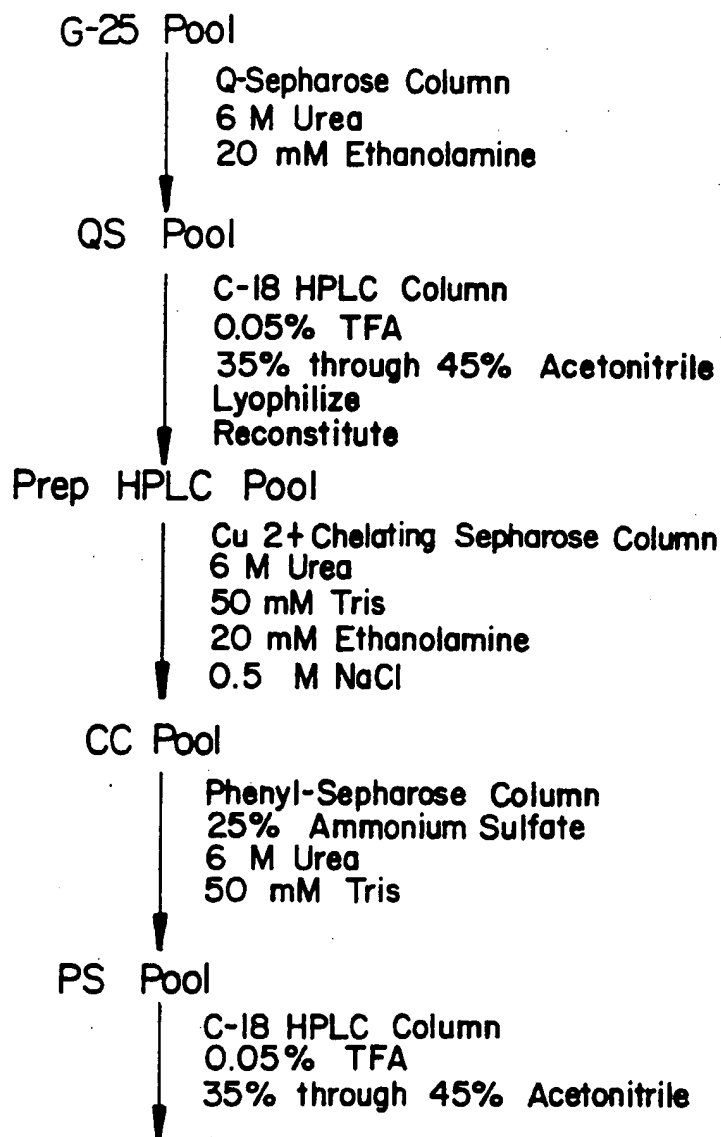 G-25 Pool
Q-Sepharose Column
6 M Urea
20 mM Ethanolamine
QS Pool
C-18 HPLC Column
0.05% TFA
35% through 45% Acetonitrile
Lyophilize
Reconstitute
Prep HPLC Pool
Cu 2+ Chelating Sepharose Column
6 M Urea
50 mM Tris
20 mM Ethanolamine
0.5 M NaCl
CC Pool
Phenyl-Sepharose Column
25% Ammonium Sulfate
6 M Urea
50 mM Tris
PS Pool
C-18 HPLC Column
0.05% TFA
35% through 45% Acetonitrile